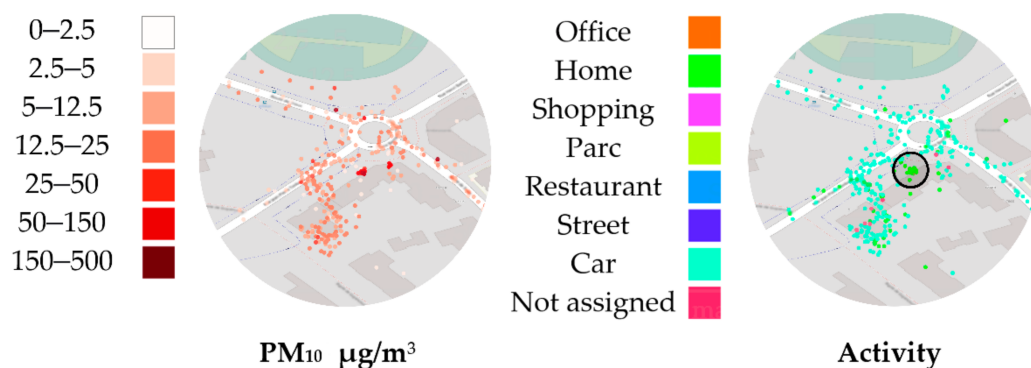 0–2.5
2.5–5
5–12.5
12.5–25
25–50
50–150
150–500
PM₁₀ µg/m³
Office
Home
Shopping
Parc
Restaurant
Street
Car
Not assigned
Activity